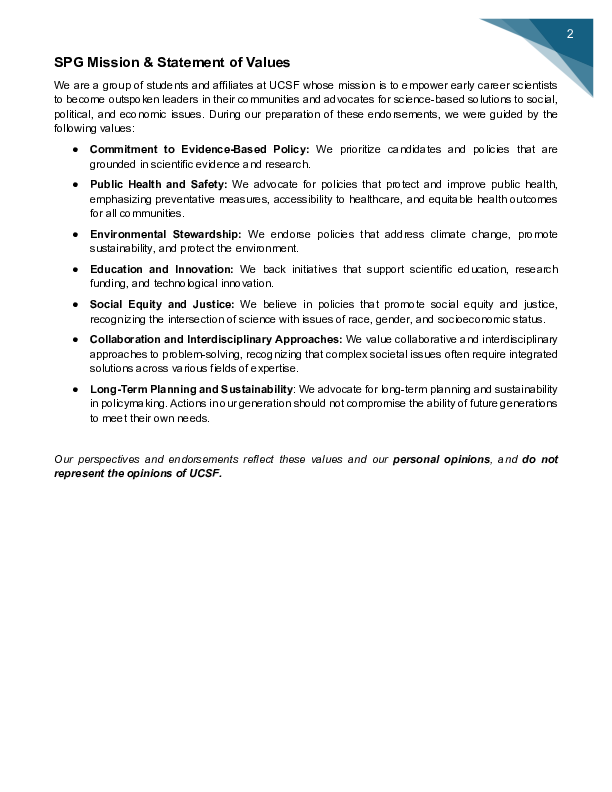 2
SPG Mission & Statement of Values
We are a group of students and affiliates at UCSF whose mission is to empower early career scientists
to become outspoken leaders in their communities and advocates for science-based solutions to social,
political, and economic issues. During our preparation of these endorsements, we were guided by the
following values:
● Commitment to Evidence-Based Policy: We prioritize candidates and policies that are
grounded in scientific evidence and research.
● Public Health and Safety: We advocate for policies that protect and improve public health,
emphasizing preventative measures, accessibility to healthcare, and equitable health outcomes
for all communities.
● Environmental Stewardship: We endorse policies that address climate change, promote
sustainability, and protect the environment.
● Education and Innovation: We back initiatives that support scientific education, research
funding, and technological innovation.
● Social Equity and Justice: We believe in policies that promote social equity and justice,
recognizing the intersection of science with issues of race, gender, and socioeconomic status.
● Collaboration and Interdisciplinary Approaches: We value collaborative and interdisciplinary
approaches to problem-solving, recognizing that complex societal issues often require integrated
solutions across various fields of expertise.
● Long-Term Planning and Sustainability: We advocate for long-term planning and sustainability
in policymaking. Actions in our generation should not compromise the ability of future generations
to meet their own needs.
Our perspectives and endorsements reflect these values and our personal opinions, and do not
represent the opinions of UCSF.